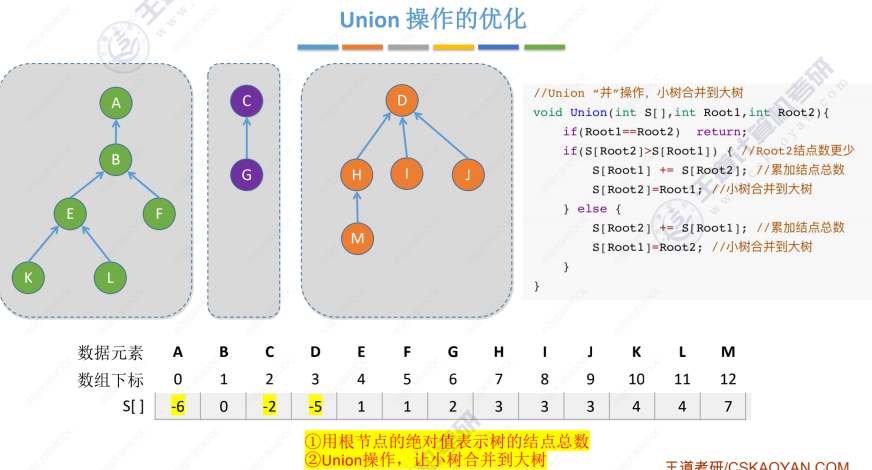 Union 操作的优化
A
B
E
F
K
L
C
G
D
H
I
J
M
//Union “并”操作，小树合并到大树
void Union(int S[],int Root1,int Root2){
if(Root1==Root2) return;
if(S[Root2]>S[Root1]) { //Root2结点数更少
S[Root1] += S[Root2]; //累加结点总数
S[Root2]=Root1; //小树合并到大树
} else {
S[Root2] += S[Root1]; //累加结点总数
S[Root1]=Root2; //小树合并到大树
}
}
数据元素 A B C D E F G H I J K L M
数组下标 0 1 2 3 4 5 6 7 8 9 10 11 12
S[ ] -6 0 -2 -5 1 1 2 3 3 3 4 4 7
①用根节点的绝对值表示树的结点总数
②Union操作，让小树合并到大树
王道考研/CSKAOYAN.COM